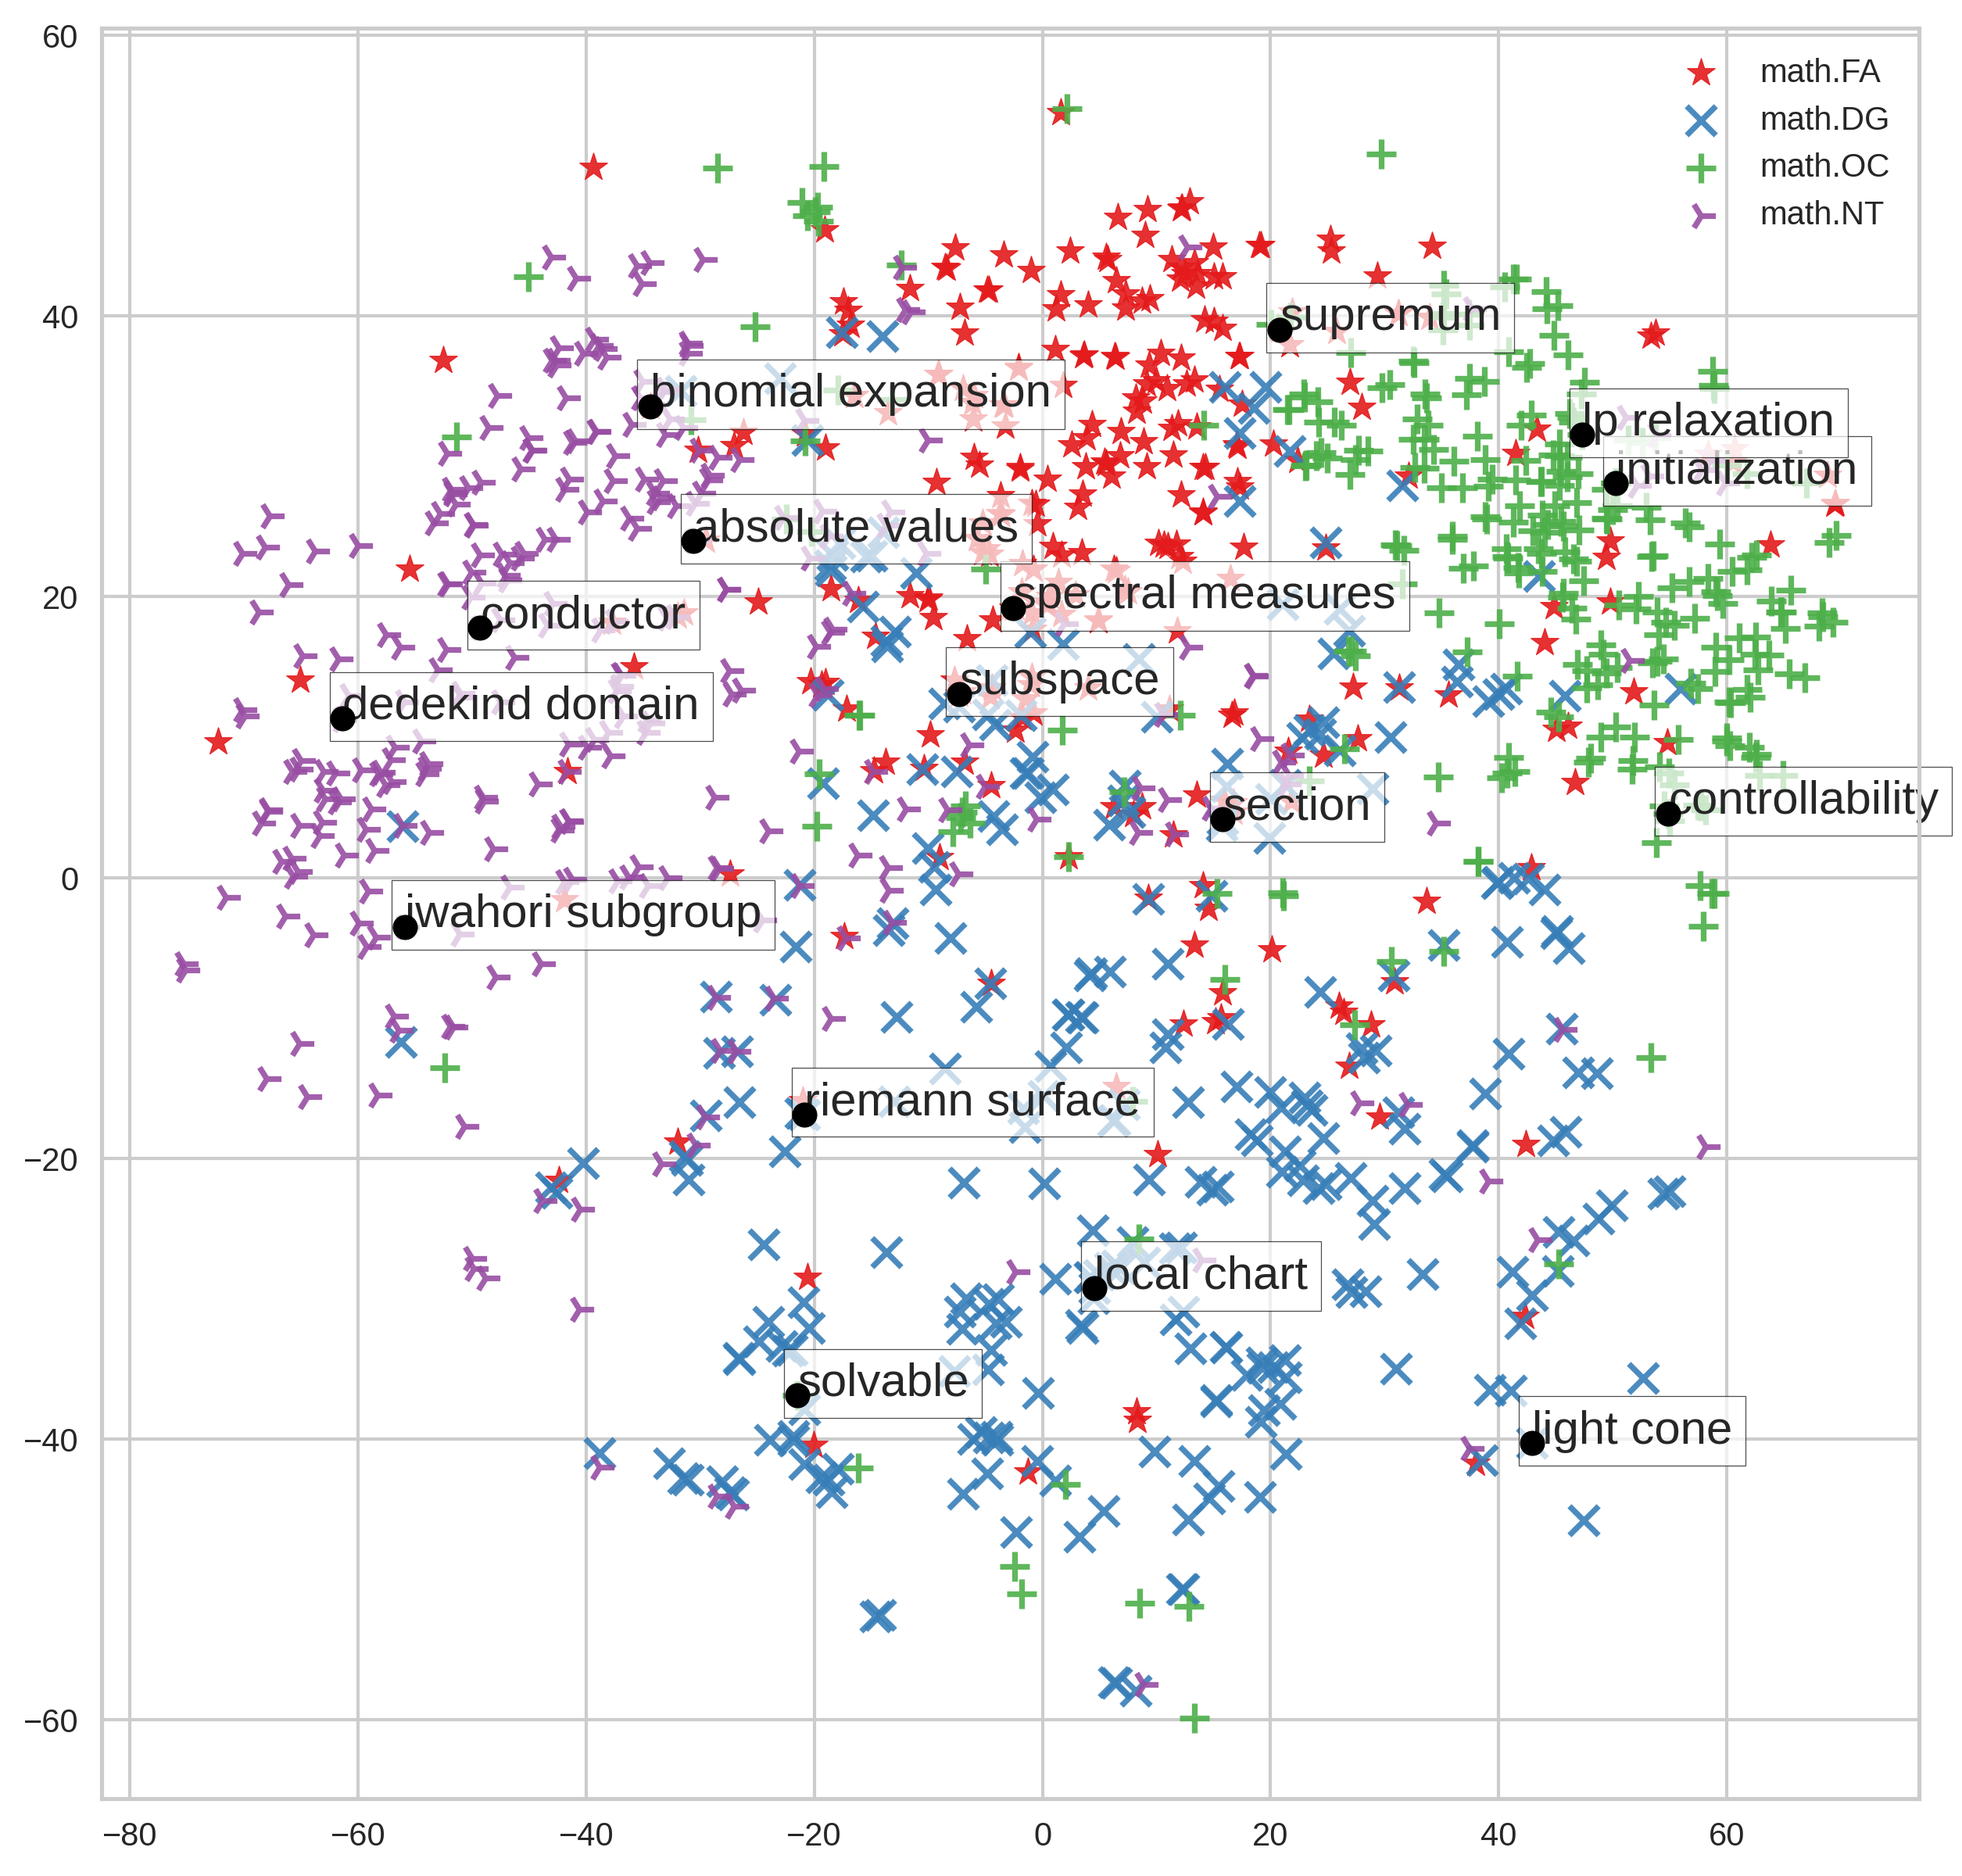 60
40
20
0
−20
−40
−60
−80
−60
−40
−20
0
20
40
60
math.FA
math.DG
math.OC
math.NT
supremum
binomial expansion
lp relaxation
initialization
absolute values
spectral measures
conductor
subspace
dedekind domain
section
controllability
iwahori subgroup
riemann surface
local chart
solvable
light cone